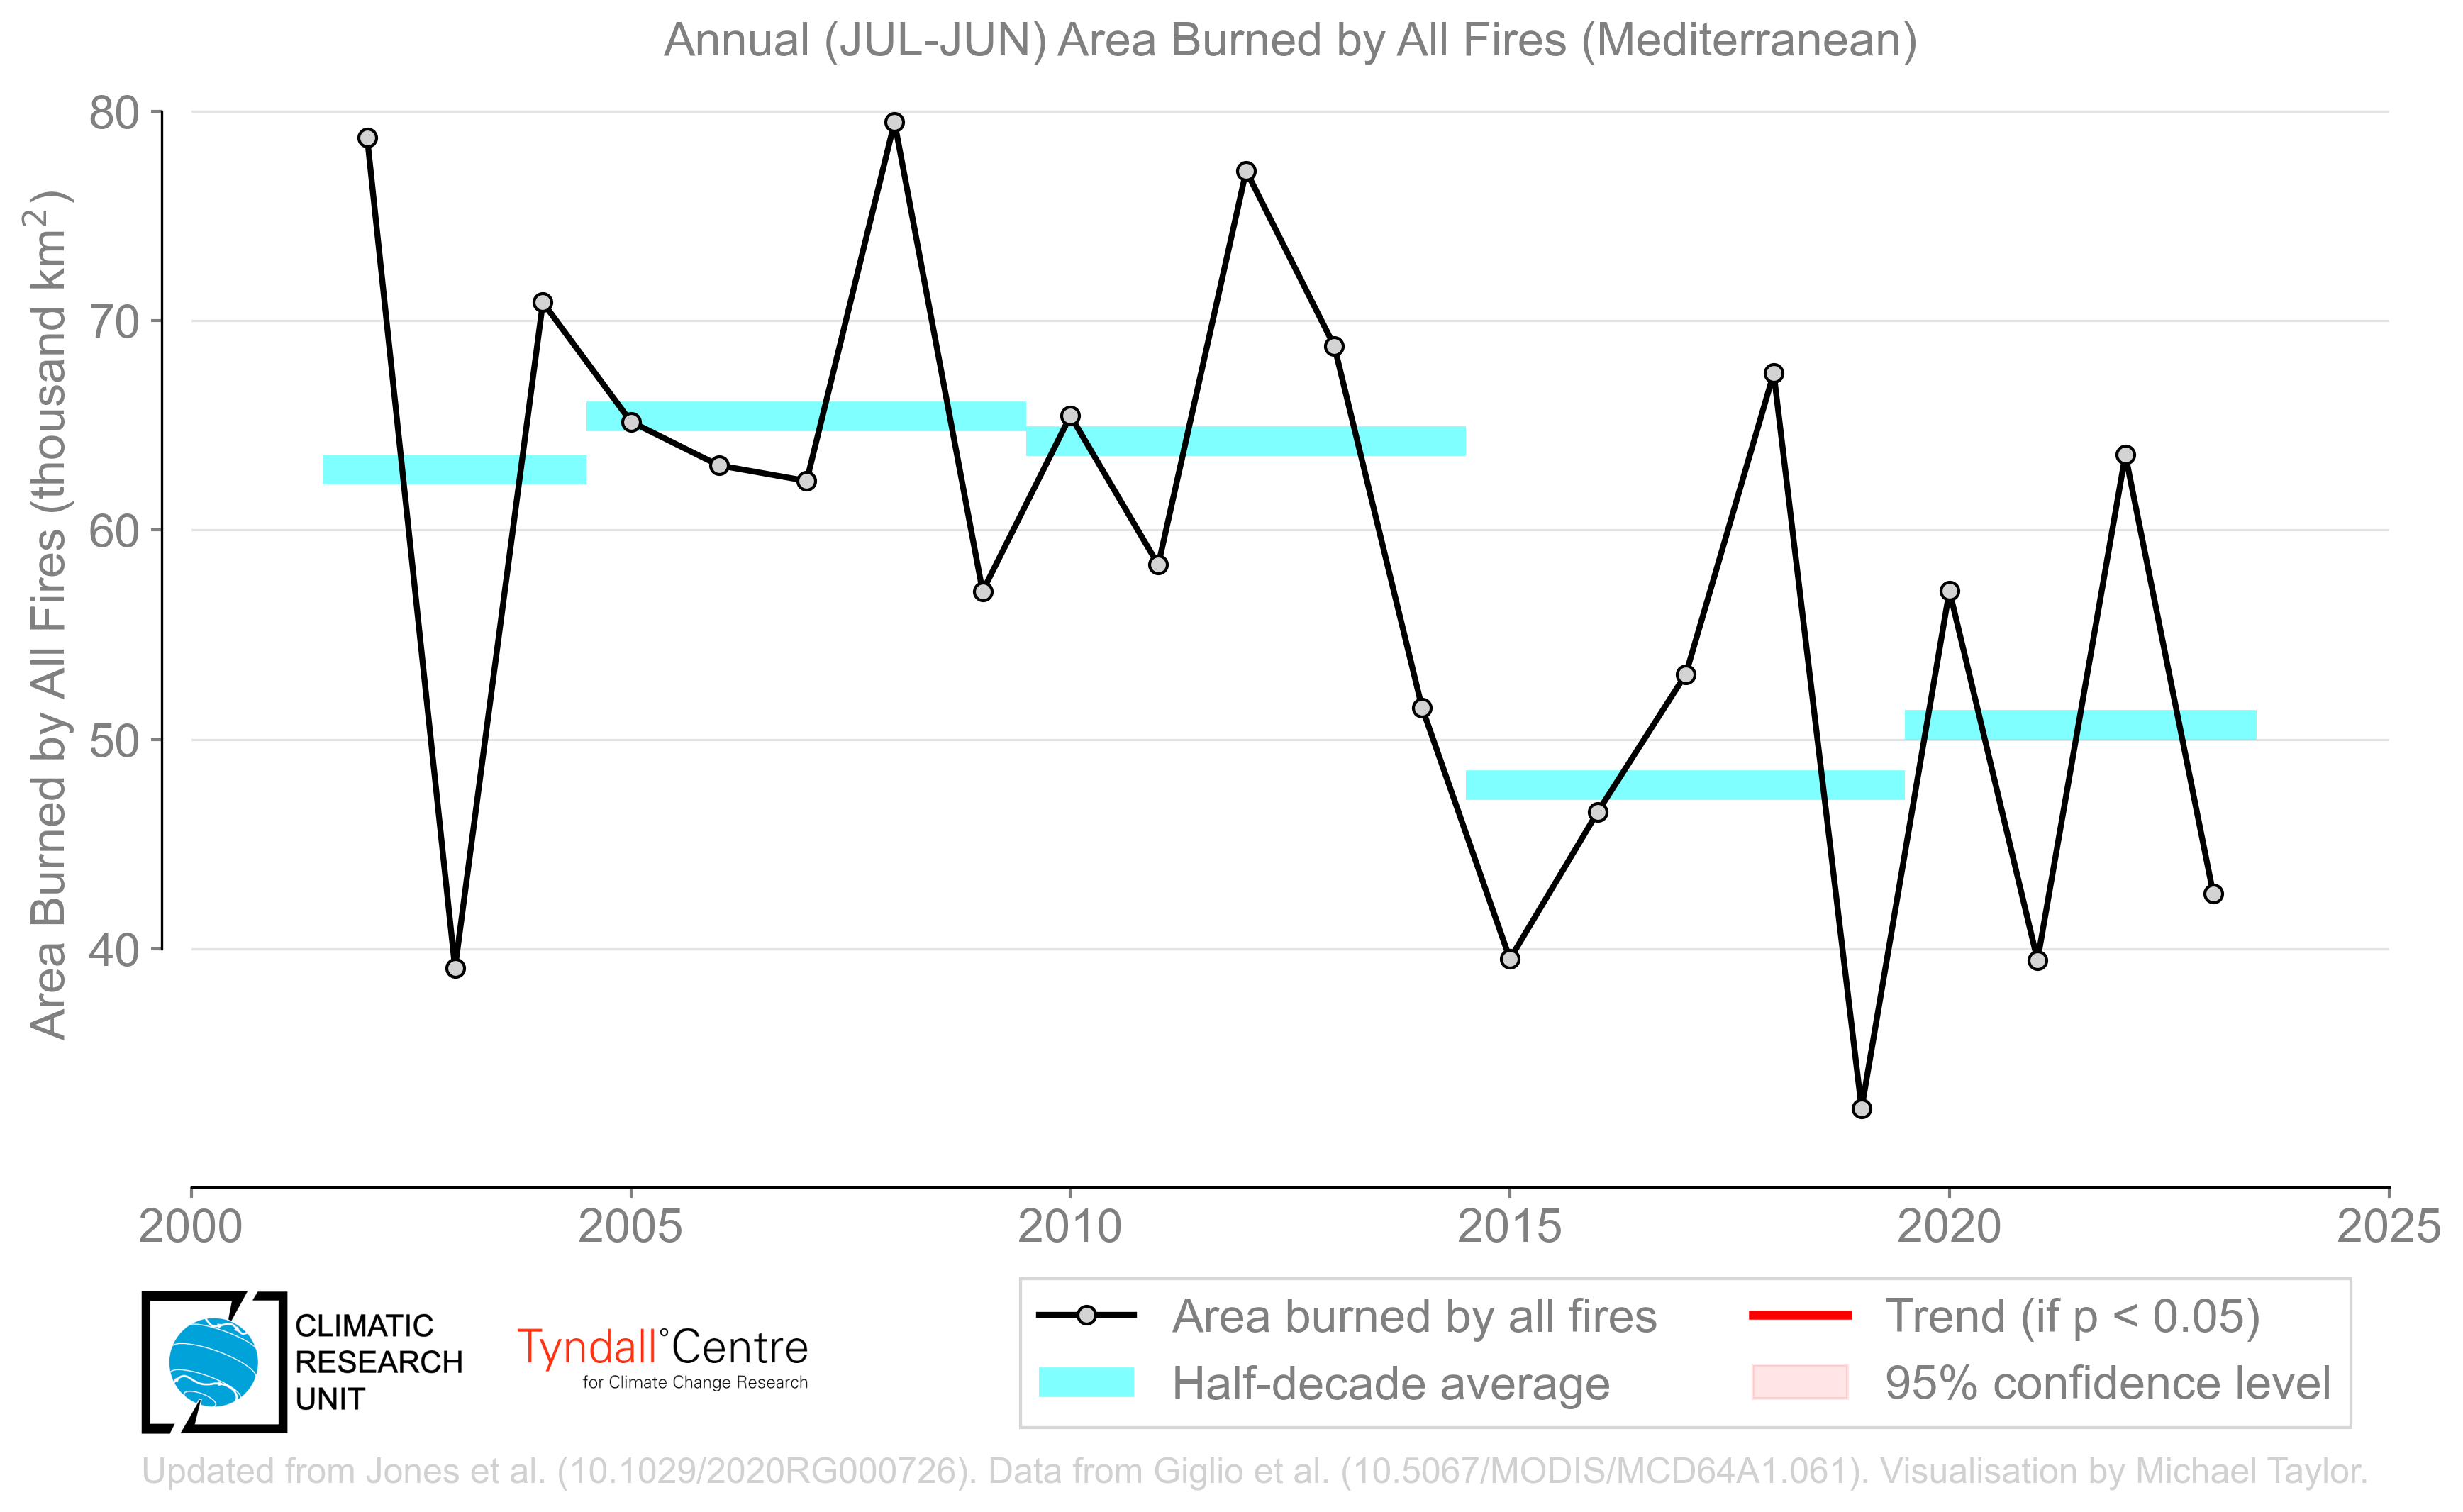 Annual (JUL-JUN) Area Burned by All Fires (Mediterranean)
Area Burned by All Fires (thousand km²)
80
70
60
50
40
2000 2005 2010 2015 2020 2025
CLIMATIC
RESEARCH
UNIT
Tyndall°Centre
for Climate Change Research
Area burned by all fires
Half-decade average
Trend (if p < 0.05)
95% confidence level
Updated from Jones et al. (10.1029/2020RG000726). Data from Giglio et al. (10.5067/MODIS/MCD64A1.061). Visualisation by Michael Taylor.